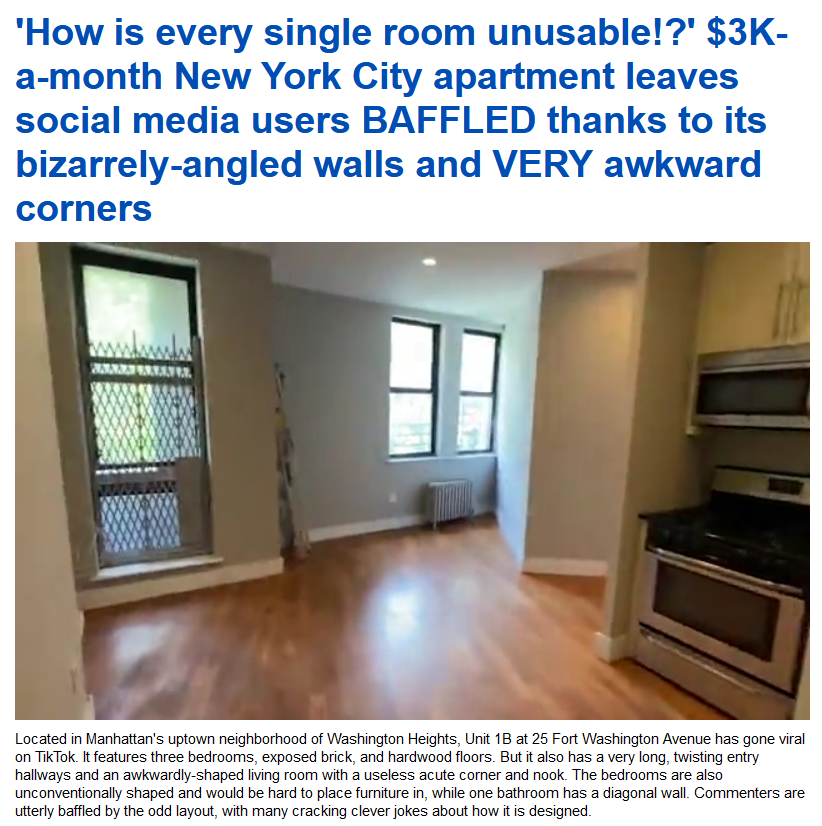 'How is every single room unusable!?' $3K-
a-month New York City apartment leaves
social media users BAFFLED thanks to its
bizarrely-angled walls and VERY awkward
corners
Located in Manhattan's uptown neighborhood of Washington Heights, Unit 1B at 25 Fort Washington Avenue has gone viral
on TikTok. It features three bedrooms, exposed brick, and hardwood floors. But it also has a very long, twisting entry
hallways and an awkwardly-shaped living room with a useless acute corner and nook. The bedrooms are also
unconventionally shaped and would be hard to place furniture in, while one bathroom has a diagonal wall. Commenters are
utterly baffled by the odd layout, with many cracking clever jokes about how it is designed.